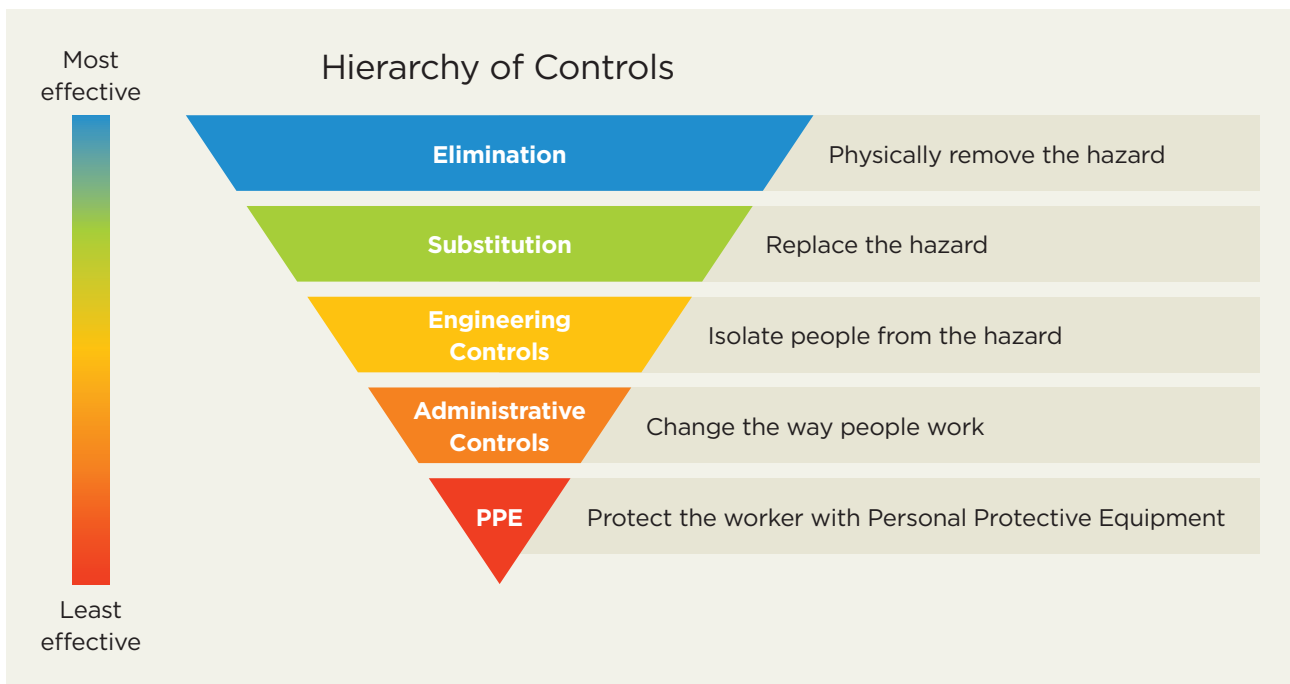 Most
effective
Hierarchy of Controls
Elimination
Physically remove the hazard
Substitution
Replace the hazard
Engineering
Controls
Isolate people from the hazard
Administrative
Controls
Change the way people work
PPE
Protect the worker with Personal Protective Equipment
Least
effective